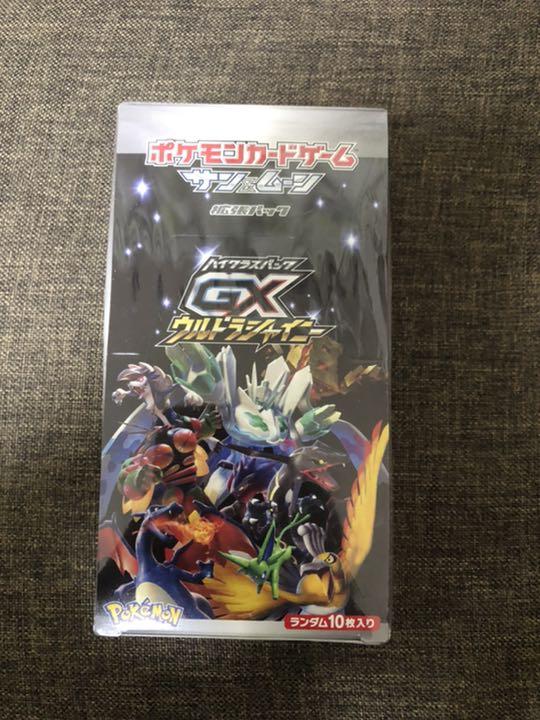 ポケモンカードゲーム
サン&ムーン
拡張パック
ハイクラスパック
GX
ウルトラシャイニー
POKéMON
ランダム10枚入り